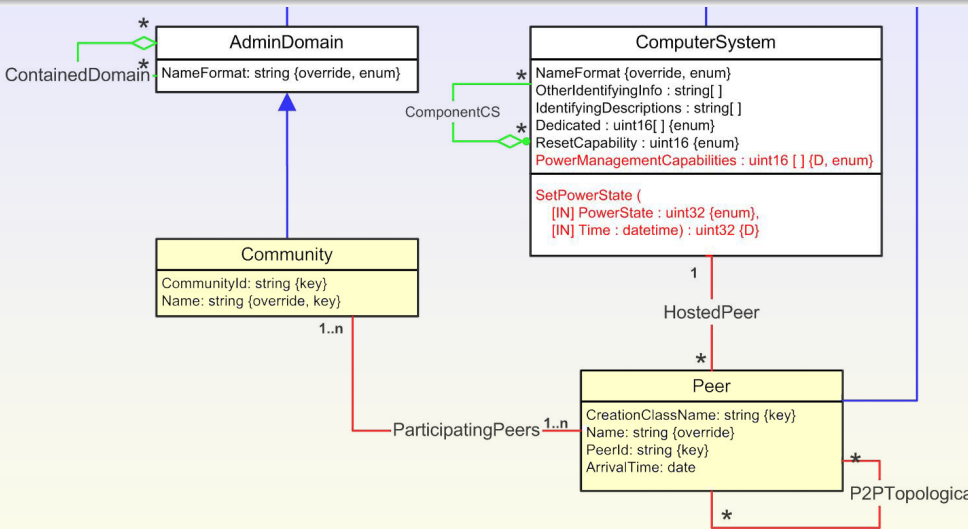 *
AdminDomain
ContainedDomain
*
NameFormat: string {override, enum}
ComputerSystem
*
NameFormat {override, enum}
OtherIdentifyingInfo : string[ ]
IdentifyingDescriptions : string[ ]
Dedicated : uint16[ ] {enum}
ResetCapability : uint16 {enum}
PowerManagementCapabilities : uint16 [ ] {D, enum}
ComponentCS
*
SetPowerState (
[IN] PowerState : uint32 {enum},
[IN] Time : datetime) : uint32 {D}
Community
CommunityId: string {key}
Name: string {override, key}
1..n
1
HostedPeer
*
ParticipatingPeers
1..n
Peer
CreationClassName: string {key}
Name: string {override}
PeerId: string {key}
ArrivalTime: date
*
P2PTopologica
*